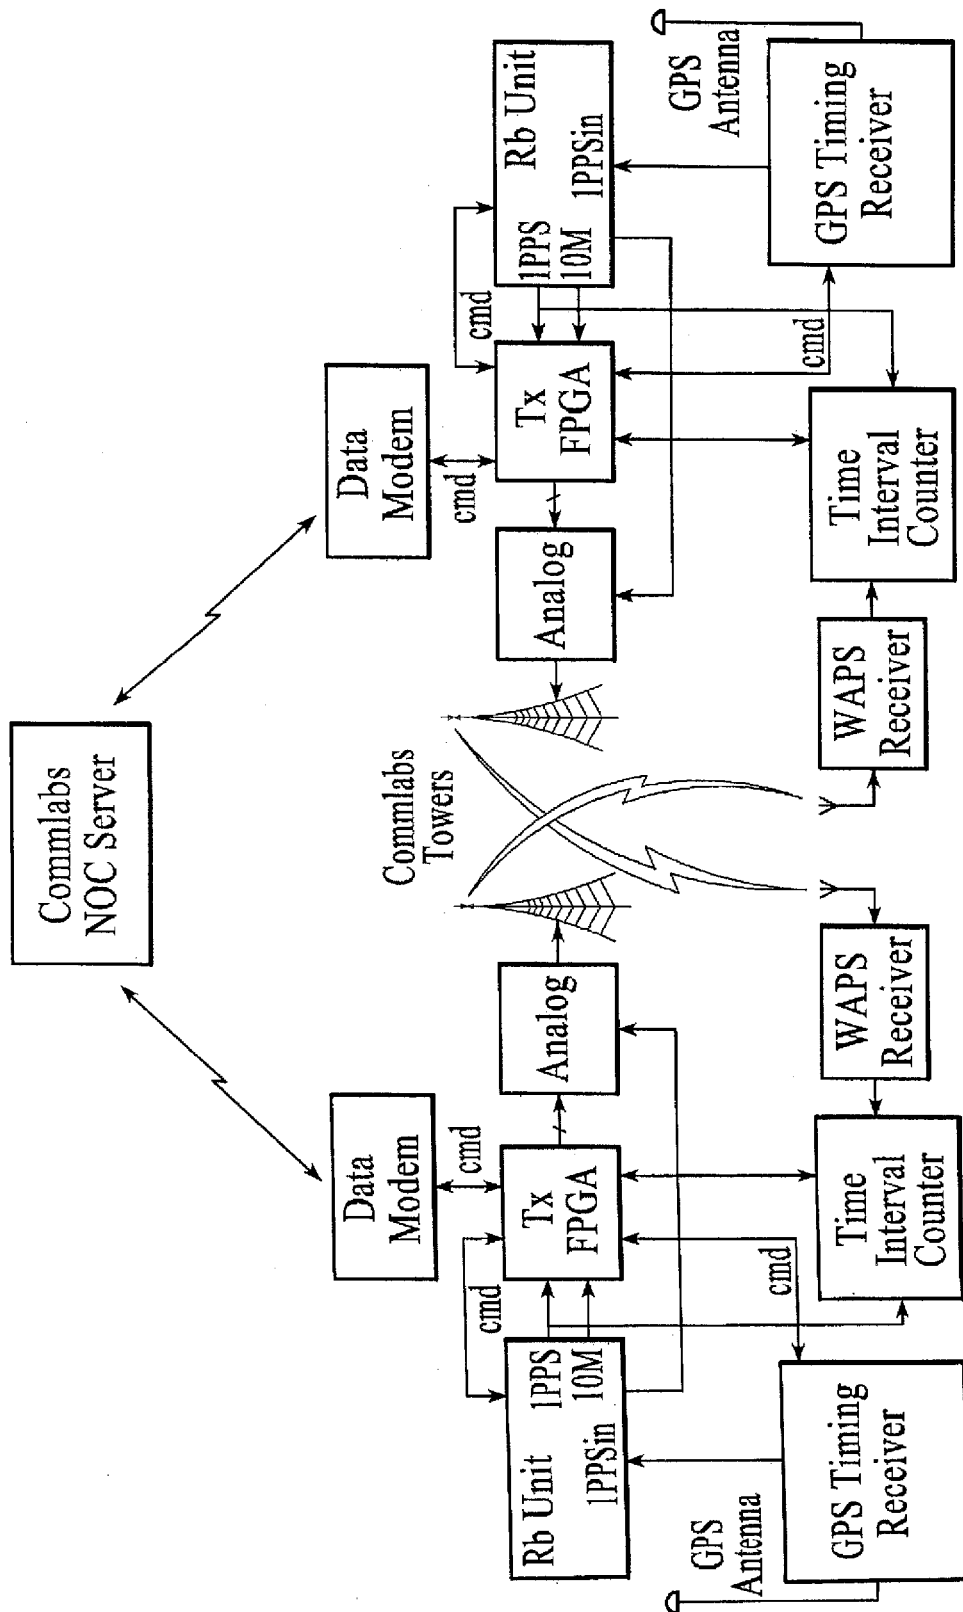 Commlabs
NOC Server
Data
Modem
Data
Modem
cmd
cmd
cmd
cmd
Rb Unit
1PPS
10M
1PPSin
Tx
FPGA
Analog
Commlabs
Towers
Analog
Tx
FPGA
Rb Unit
1PPS
10M
1PPSin
cmd
cmd
GPS
Antenna
GPS
Antenna
GPS Timing
Receiver
Time
Interval
Counter
WAPS
Receiver
WAPS
Receiver
Time
Interval
Counter
GPS Timing
Receiver